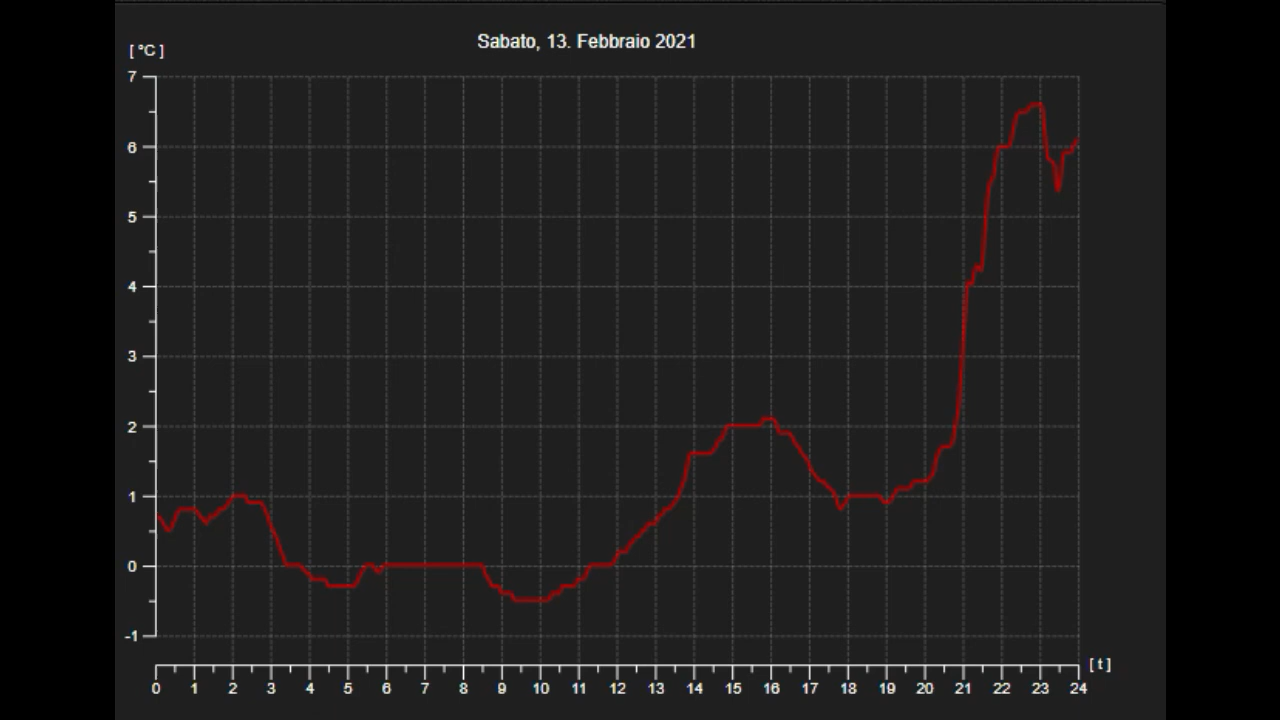 Sabato, 13. Febbraio 2021
[ °C ]
7
6
5
4
3
2
1
0
-1
[ t ]
0 1 2 3 4 5 6 7 8 9 10 11 12 13 14 15 16 17 18 19 20 21 22 23 24